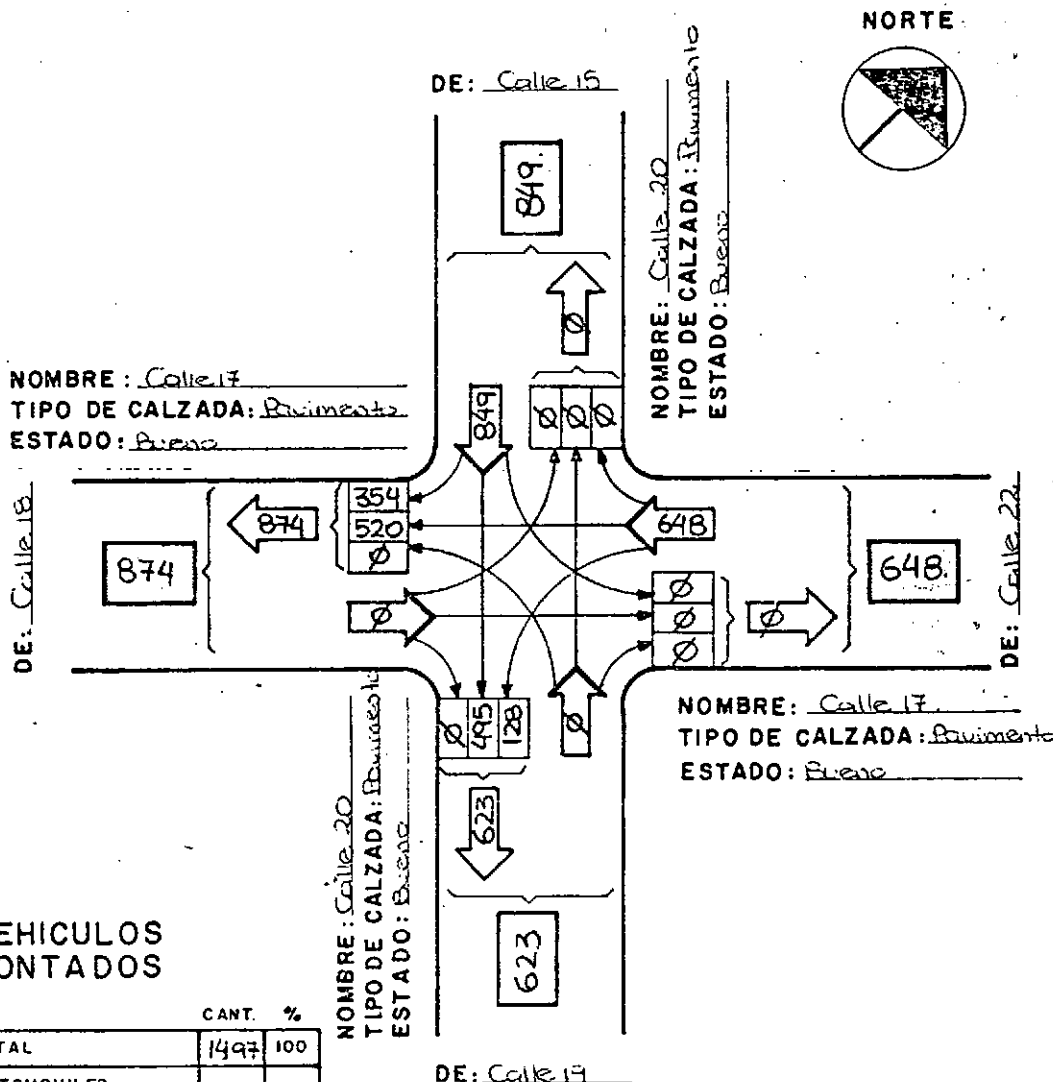 NORTE
DE: Calle 15
849.
Ø
NOMBRE: Calle 20
TIPO DE CALZADA: Pavimento
ESTADO: Bueno
NOMBRE: Calle 17
TIPO DE CALZADA: Pavimento
ESTADO: Bueno
849
Ø Ø Ø
DE: Calle 18
874
874
354
520
Ø
648
648.
DE: Calle 22
Ø
Ø
Ø
Ø
Ø
Ø 495 128
Ø
NOMBRE: Calle 17
TIPO DE CALZADA: Pavimento
ESTADO: Bueno
623
NOMBRE: Calle 20
TIPO DE CALZADA: Pavimento
ESTADO: Bueno
623
EHICULOS
ONTADOS
CANT. %
TAL 1497 100
DE: Calle 19